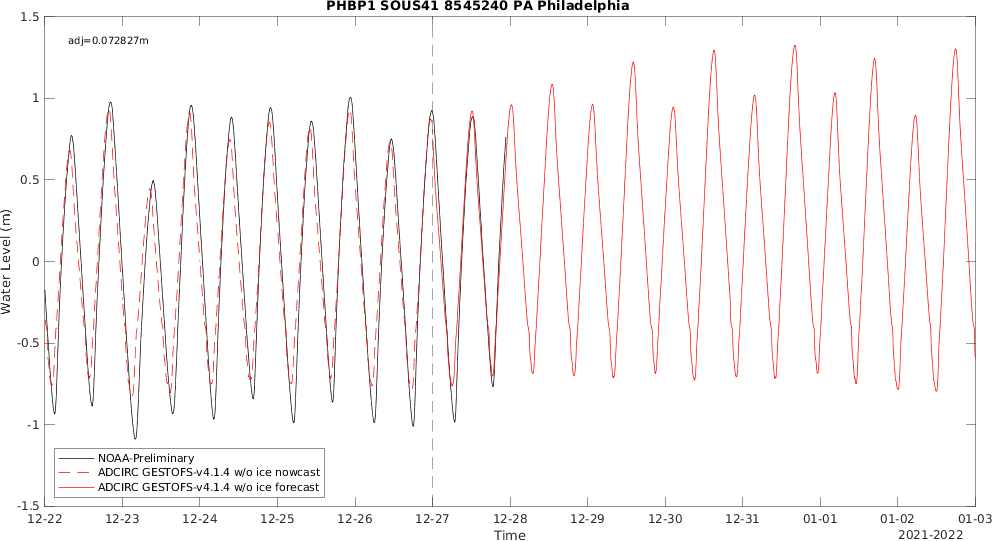 PHBP1 SOUS41 8545240 PA Philadelphia
adj=0.072827m
Water Level (m)
1.5
1
0.5
0
-0.5
-1
-1.5
NOAA-Preliminary
ADCIRC GESTOFS-v4.1.4 w/o ice nowcast
ADCIRC GESTOFS-v4.1.4 w/o ice forecast
12-22 12-23 12-24 12-25 12-26 12-27 12-28 12-29 12-30 12-31 01-01 01-02 01-03
Time
2021-2022